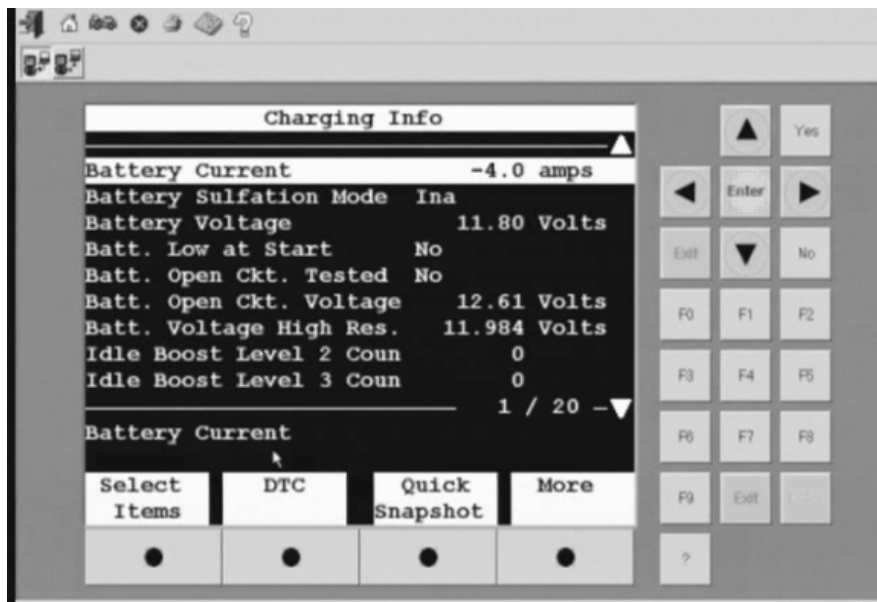 Charging Info
Battery Current -4.0 amps
Battery Sulfation Mode Ina
Battery Voltage 11.80 Volts
Batt. Low at Start No
Batt. Open Ckt. Tested No
Batt. Open Ckt. Voltage 12.61 Volts
Batt. Voltage High Res. 11.984 Volts
Idle Boost Level 2 Coun 0
Idle Boost Level 3 Coun 0
1 / 20
Battery Current
Select Items
DTC
Quick Snapshot
More
Yes
Enter
Exit
No
F0
F1
F2
F3
F4
F5
F6
F7
F8
F9
Exit
Enter
?